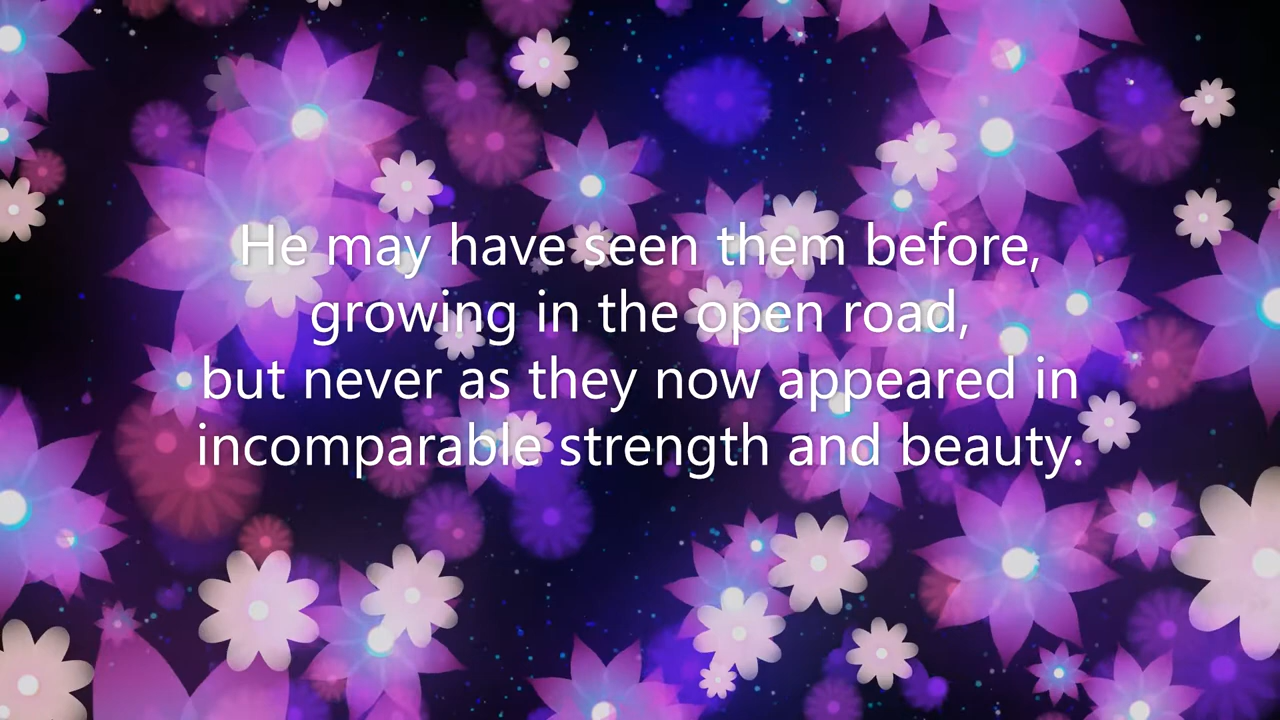 He may have seen them before,
growing in the open road,
but never as they now appeared in
incomparable strength and beauty.